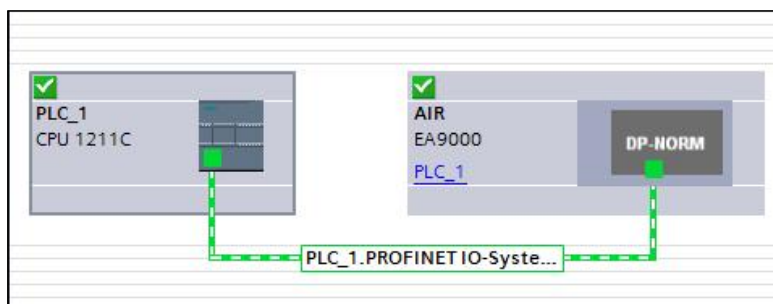 PLC_1
CPU 1211C
AIR
EA9000
PLC_1
DP-NORM
PLC_1.PROFINET IO-Syste...